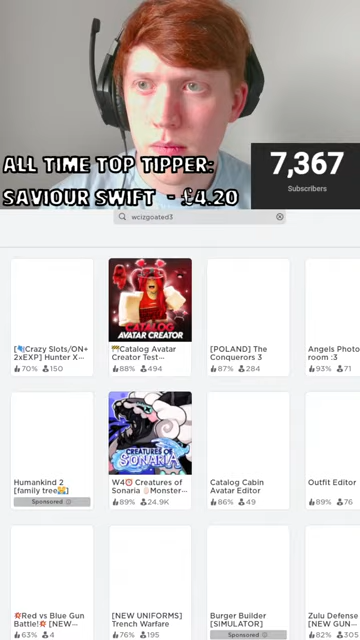 ALL TIME TOP TIPPER:
SAVIOUR SWIFT - £4.20
7,367
Subscribers
wcizgoated3
CATALOG
AVATAR CREATOR
[Crazy Slots/ON+
2xEXP] Hunter X...
70% 150
Catalog Avatar
Creator Test...
88% 494
[POLAND] The
Conquerors 3
87% 284
Angels Photo
room :3
93% 71
CREATURES OF
SONARIA
Humankind 2
[family tree]
Sponsored
W4 Creatures of
Sonaria Monster...
89% 24.9K
Catalog Cabin
Avatar Editor
86% 49
Outfit Editor
89% 76
Red vs Blue Gun
Battle! [NEW...
63% 4
[NEW UNIFORMS]
Trench Warfare
76% 195
Burger Builder
[SIMULATOR]
Sponsored
Zulu Defense
[NEW GUN...
82% 305